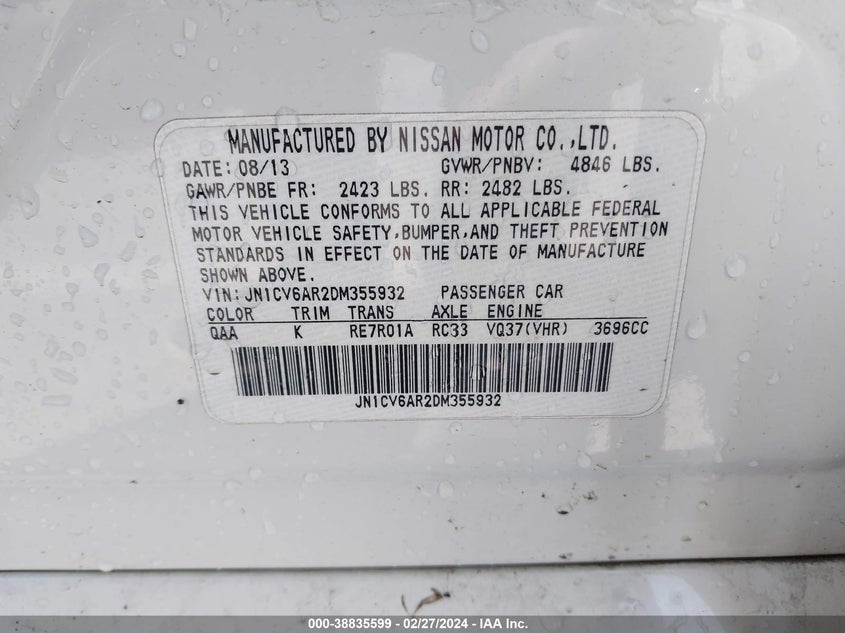 MANUFACTURED BY NISSAN MOTOR CO.,LTD.
DATE: 08/13 GVWR/PNBV: 4846 LBS.
GAWR/PNBE FR: 2423 LBS. RR: 2482 LBS.
THIS VEHICLE CONFORMS TO ALL APPLICABLE FEDERAL
MOTOR VEHICLE SAFETY,BUMPER,AND THEFT PREVENTION
STANDARDS IN EFFECT ON THE DATE OF MANUFACTURE
SHOWN ABOVE.
VIN: JN1CV6AR2DM355932 PASSENGER CAR
COLOR TRIM TRANS AXLE ENGINE
QAA K RE7R01A RC33 VQ37(VHR) 3696CC
JN1CV6AR2DM355932
000-38835599 — 02/27/2024 — IAA Inc.